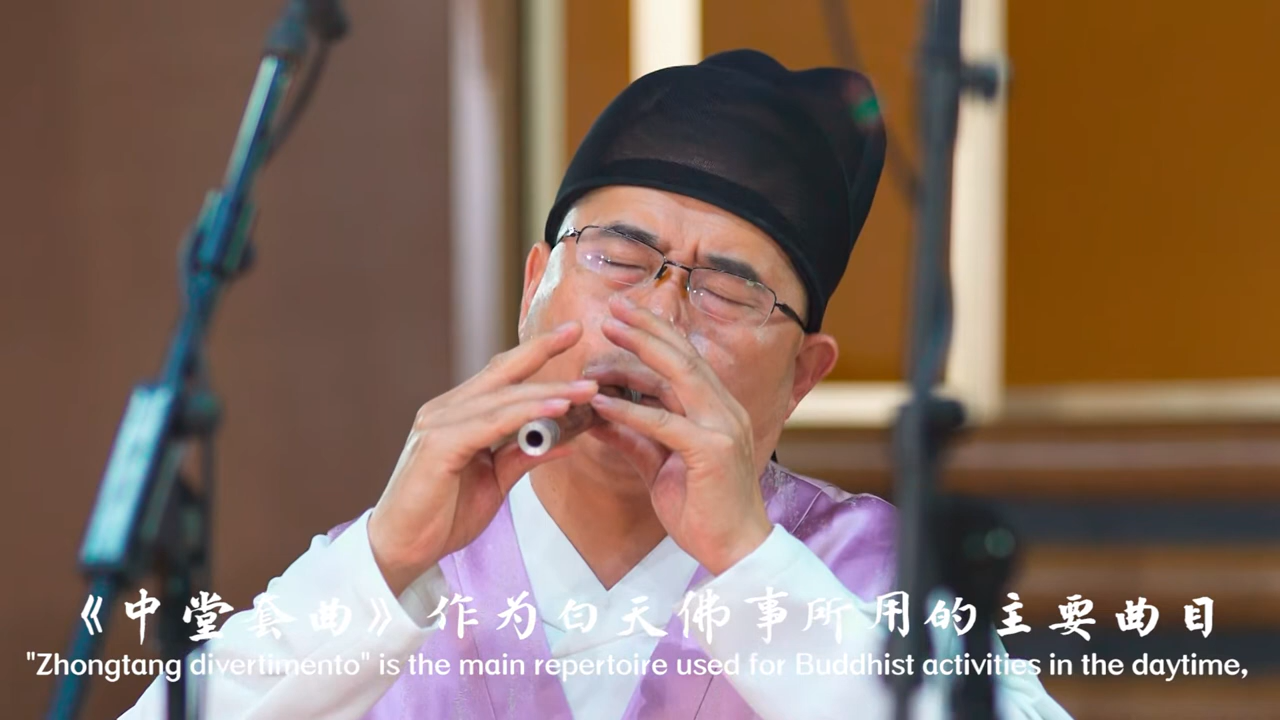 《中堂套曲》作为白天佛事所用的主要曲目
"Zhongtang divertimento" is the main repertoire used for Buddhist activities in the daytime,